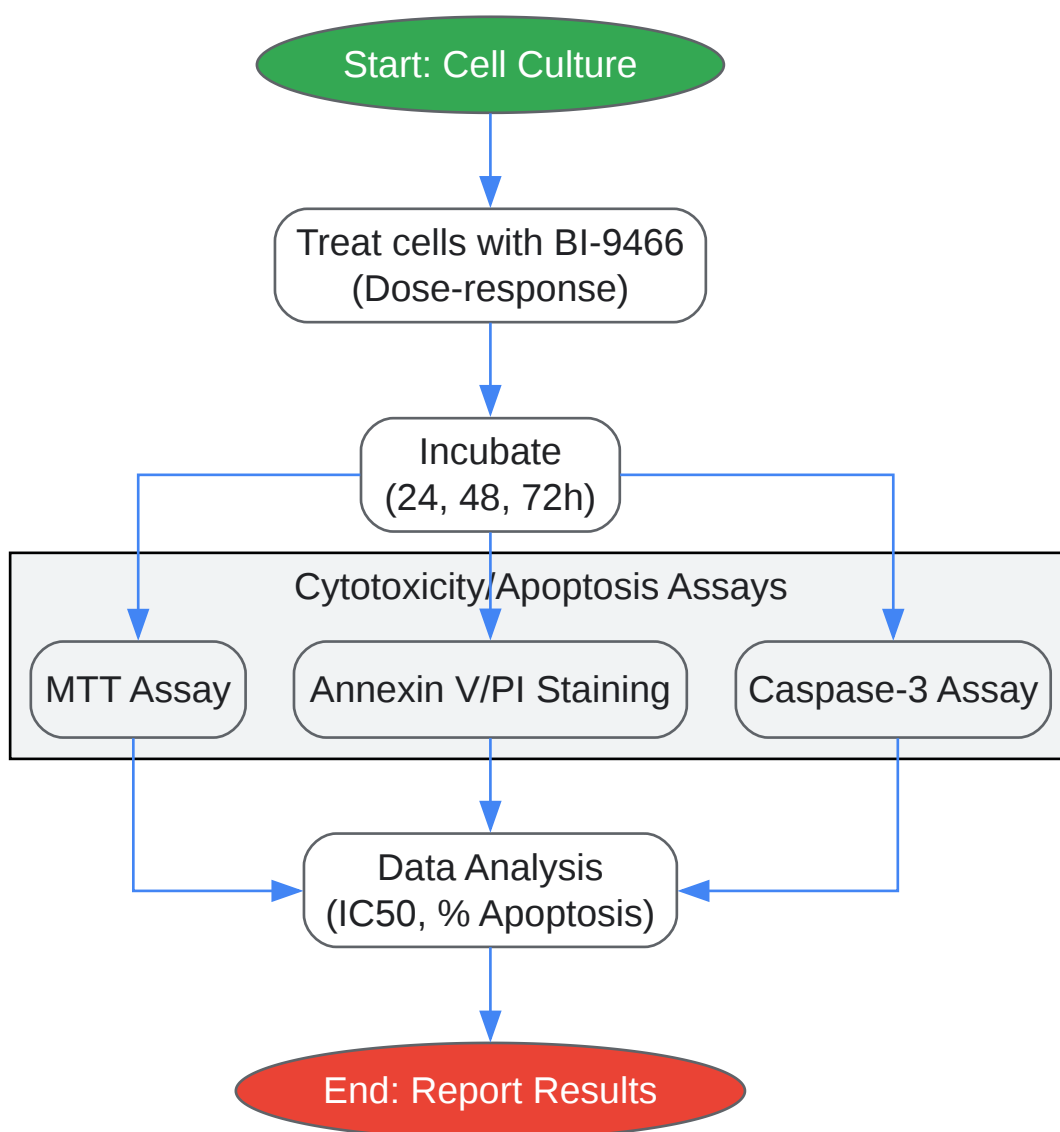 Start: Cell Culture
Treat cells with BI-9466
(Dose-response)
Incubate
(24, 48, 72h)
Cytotoxicity/Apoptosis Assays
MTT Assay
Annexin V/PI Staining
Caspase-3 Assay
Data Analysis
(IC50, % Apoptosis)
End: Report Results